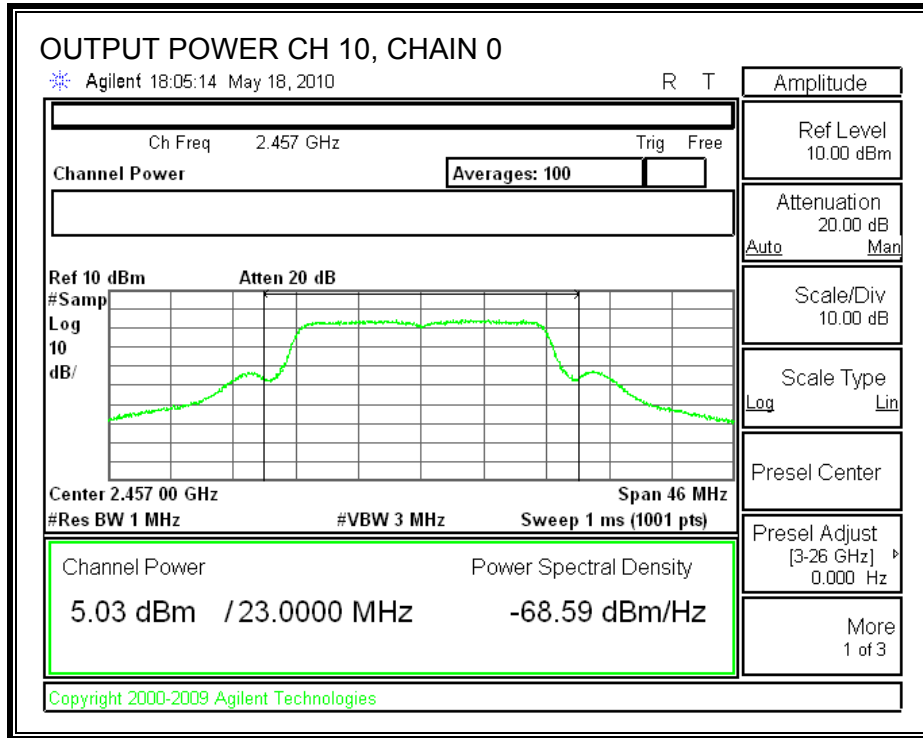 OUTPUT POWER CH 10, CHAIN 0
Agilent 18:05:14 May 18, 2010 R T
Ch Freq 2.457 GHz Trig Free
Channel Power Averages: 100
Ref 10 dBm Atten 20 dB
#Samp
Log
10
dB/
Center 2.457 00 GHz Span 46 MHz
#Res BW 1 MHz #VBW 3 MHz Sweep 1 ms (1001 pts)
Channel Power Power Spectral Density
5.03 dBm / 23.0000 MHz -68.59 dBm/Hz
Copyright 2000-2009 Agilent Technologies
Amplitude
Ref Level
10.00 dBm
Attenuation
20.00 dB
Auto Man
Scale/Div
10.00 dB
Scale Type
Log Lin
Presel Center
Presel Adjust
[3-26 GHz]
0.000 Hz
More
1 of 3